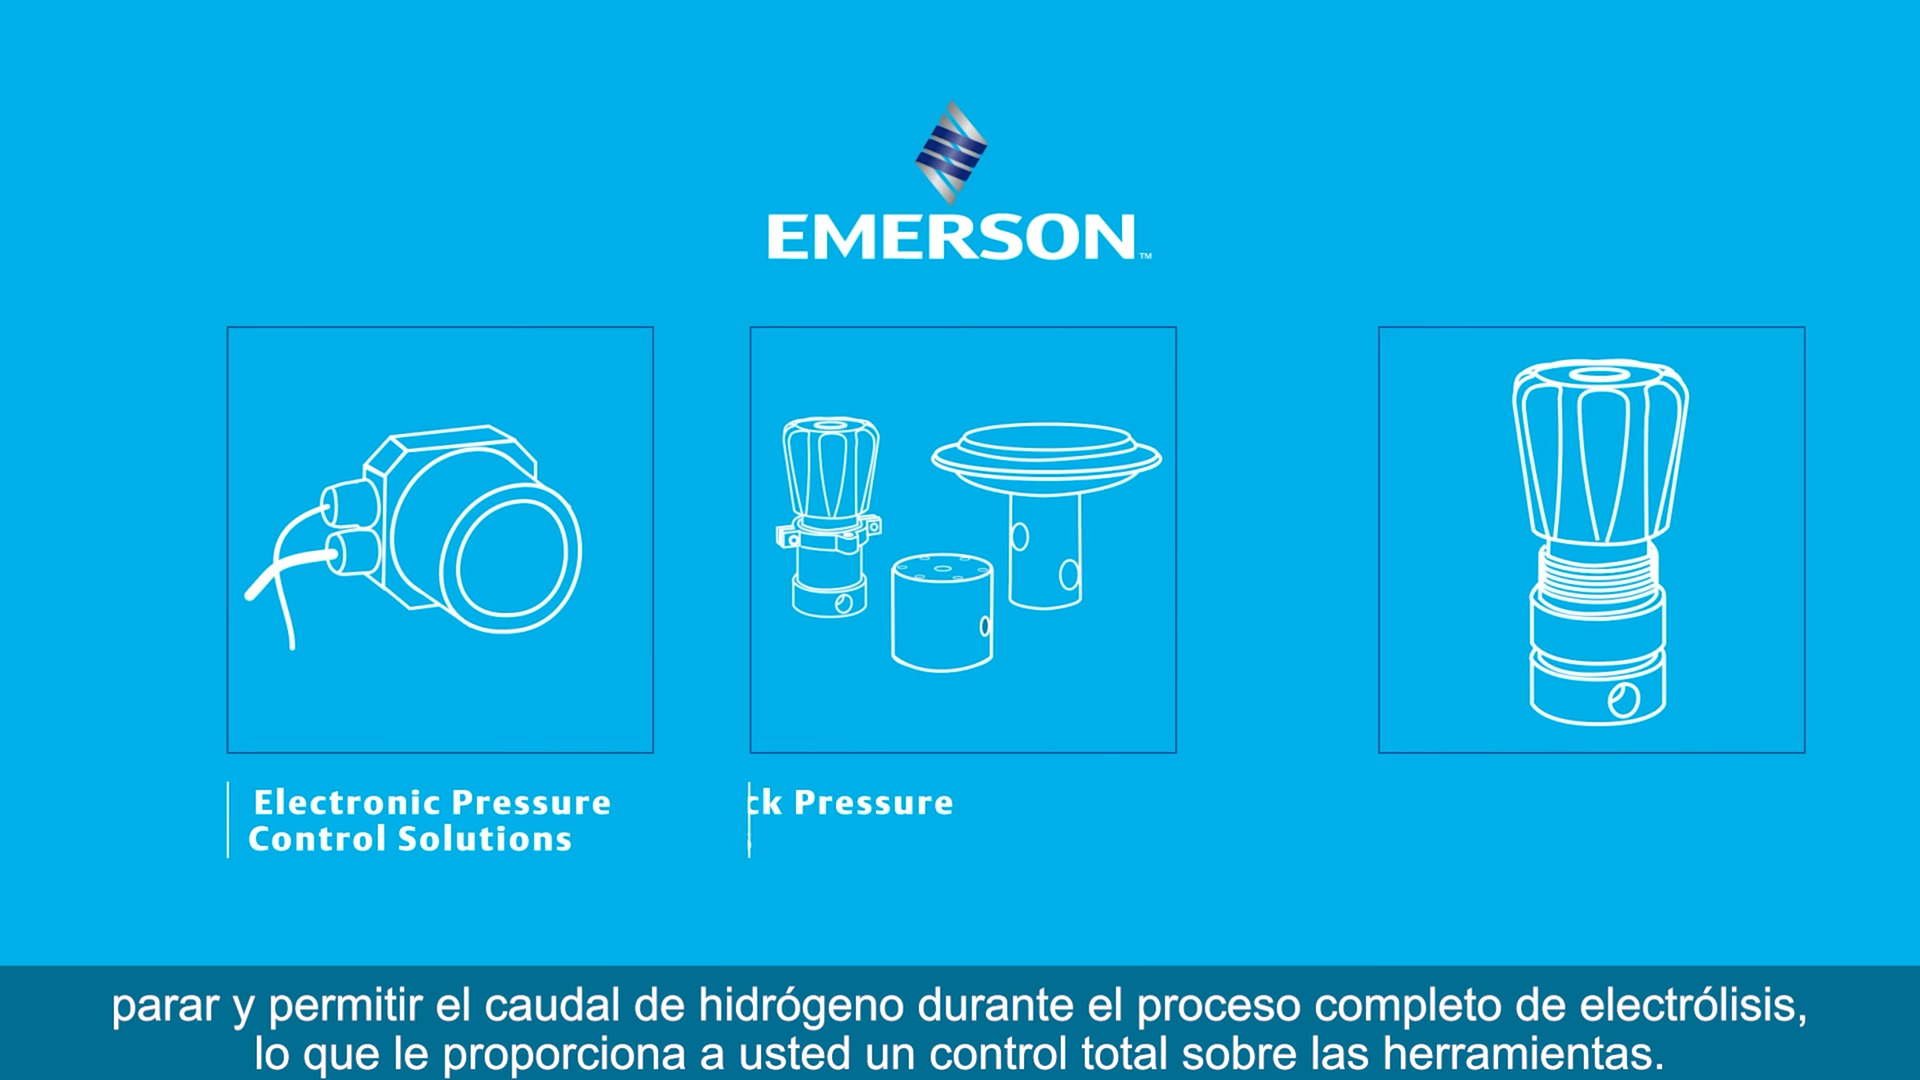 EMERSON™
Electronic Pressure
Control Solutions
ck Pressure
parar y permitir el caudal de hidrógeno durante el proceso completo de electrólisis,
lo que le proporciona a usted un control total sobre las herramientas.